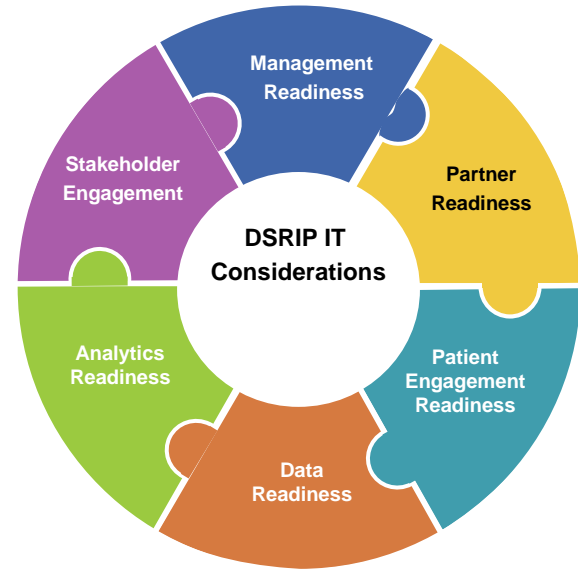 Management
Readiness
Partner
Readiness
Patient
Engagement
Readiness
Data
Readiness
Analytics
Readiness
Stakeholder
Engagement
DSRIP IT
Considerations